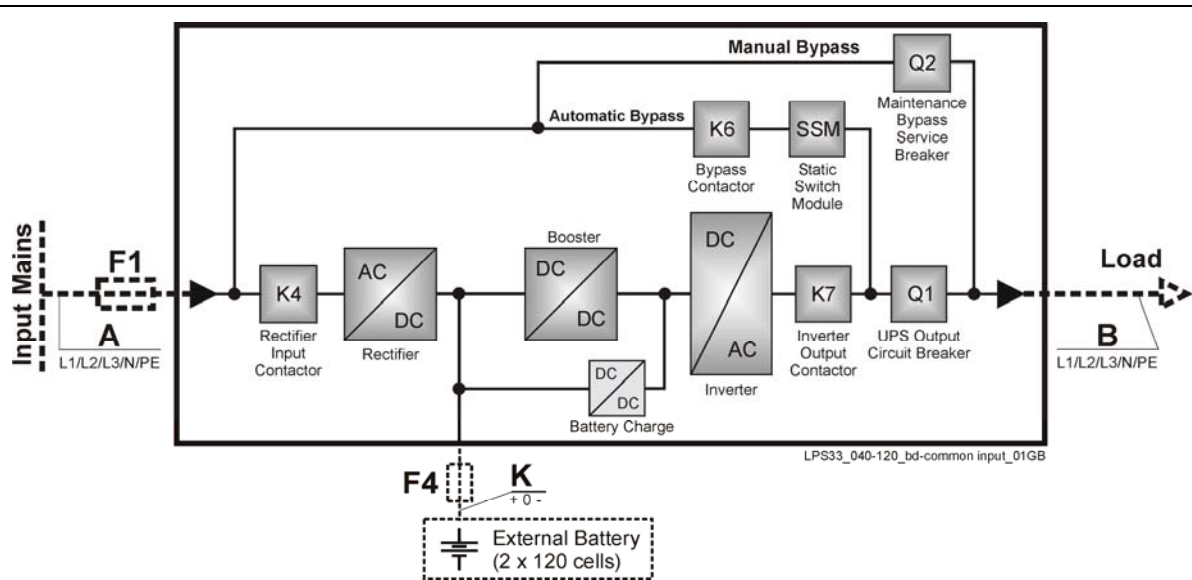 Manual Bypass
Q2
Maintenance
Bypass
Service
Breaker
Automatic Bypass
K6
SSM
Bypass
Contactor
Static
Switch
Module
Input Mains
F1
A
L1/L2/L3/N/PE
K4
Rectifier
Input
Contactor
AC
DC
Rectifier
Booster
DC
DC
DC
DC
Battery Charge
DC
AC
Inverter
K7
Inverter
Output
Contactor
Q1
UPS Output
Circuit Breaker
Load
B
L1/L2/L3/N/PE
LPS33_040-120_bd-common input_01GB
F4
K
+ 0 -
External Battery
(2 x 120 cells)